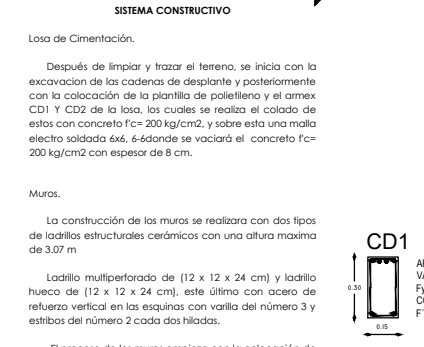 SISTEMA CONSTRUCTIVO
Losa de Cimentación.
Después de limpiar y trazar el terreno, se inicia con la
excavacion de las cadenas de desplante y posteriormente
con la colocación de la plantilla de polietileno y el armex
CD1 Y CD2 de la losa, los cuales se realiza el colado de
estos con concreto f'c= 200 kg/cm2, y sobre esta una malla
electro soldada 6x6, 6-6donde se vaciará el concreto f'c=
200 kg/cm2 con espesor de 8 cm.
Muros.
La construcción de los muros se realizara con dos tipos
de ladrillos estructurales cerámicos con una altura maxima
de 3.07 m
Ladrillo multiperforado de (12 x 12 x 24 cm) y ladrillo
hueco de (12 x 12 x 24 cm), este último con acero de
refuerzo vertical en las esquinas con varilla del número 3 y
estribos del número 2 cada dos hiladas.
CD1
0.30
0.15